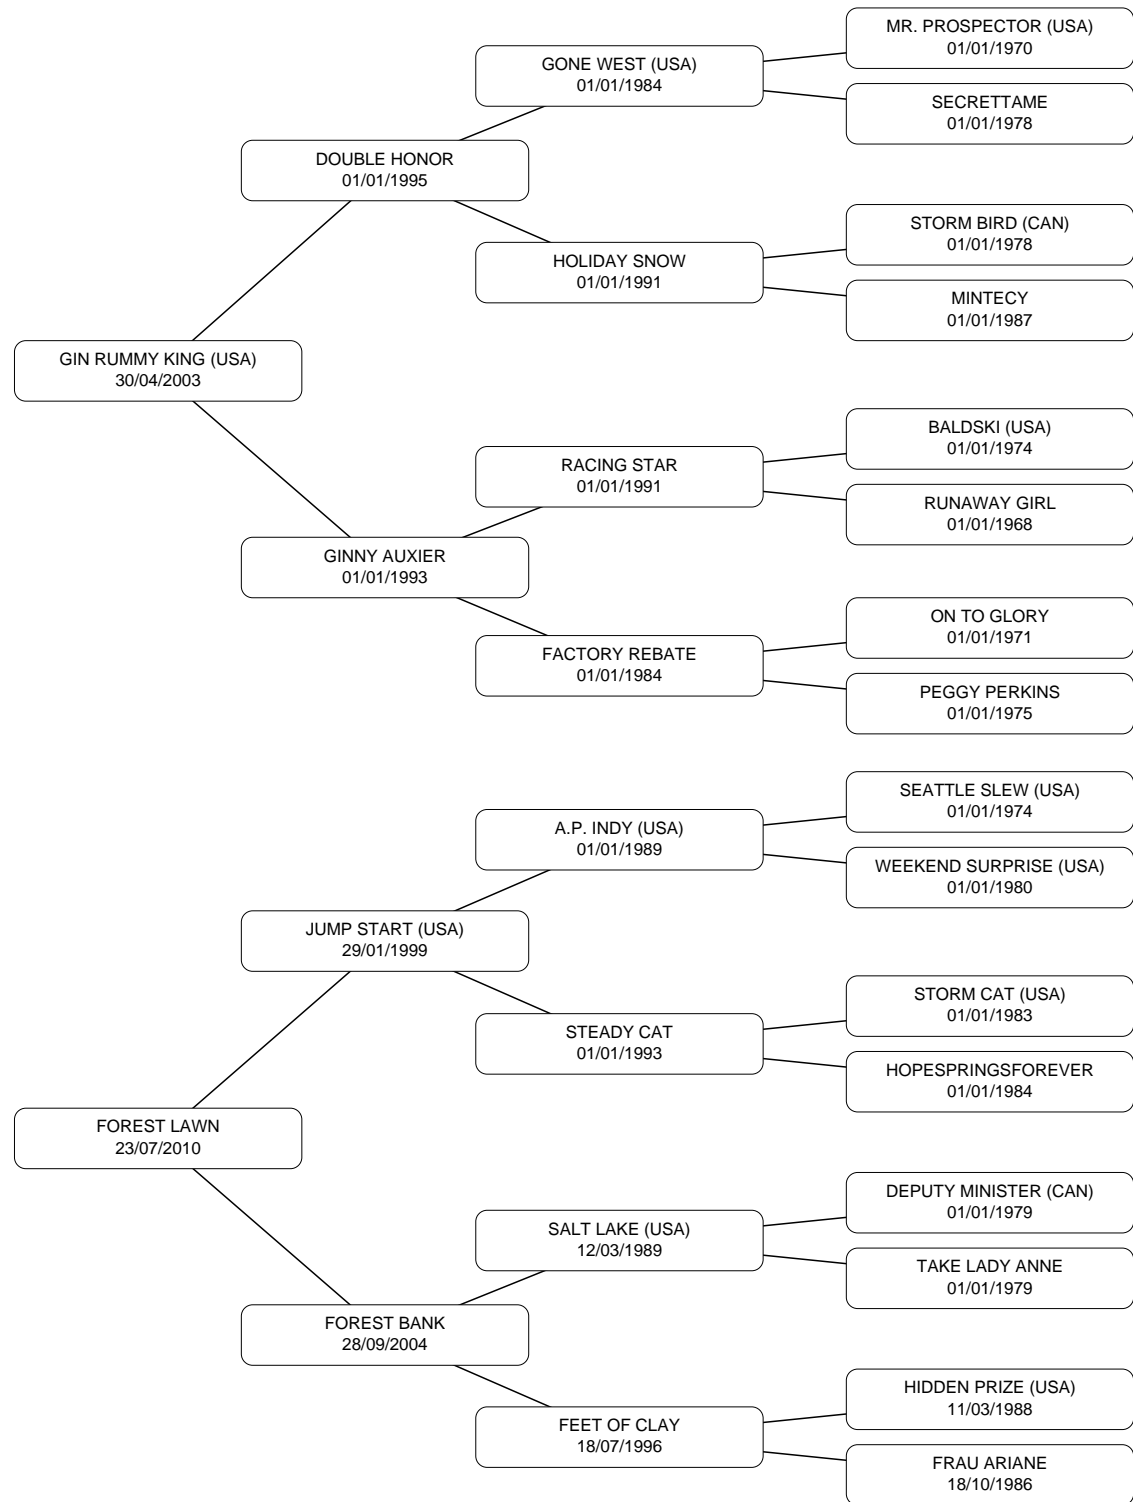 MR. PROSPECTOR (USA)
01/01/1970
GONE WEST (USA)
01/01/1984
SECRETTAME
01/01/1978
DOUBLE HONOR
01/01/1995
STORM BIRD (CAN)
01/01/1978
HOLIDAY SNOW
01/01/1991
MINTECY
01/01/1987
GIN RUMMY KING (USA)
30/04/2003
BALDSKI (USA)
01/01/1974
RACING STAR
01/01/1991
RUNAWAY GIRL
01/01/1968
GINNY AUXIER
01/01/1993
ON TO GLORY
01/01/1971
FACTORY REBATE
01/01/1984
PEGGY PERKINS
01/01/1975
SEATTLE SLEW (USA)
01/01/1974
A.P. INDY (USA)
01/01/1989
WEEKEND SURPRISE (USA)
01/01/1980
JUMP START (USA)
29/01/1999
STORM CAT (USA)
01/01/1983
STEADY CAT
01/01/1993
HOPESPRINGSFOREVER
01/01/1984
FOREST LAWN
23/07/2010
DEPUTY MINISTER (CAN)
01/01/1979
SALT LAKE (USA)
12/03/1989
TAKE LADY ANNE
01/01/1979
FOREST BANK
28/09/2004
HIDDEN PRIZE (USA)
11/03/1988
FEET OF CLAY
18/07/1996
FRAU ARIANE
18/10/1986